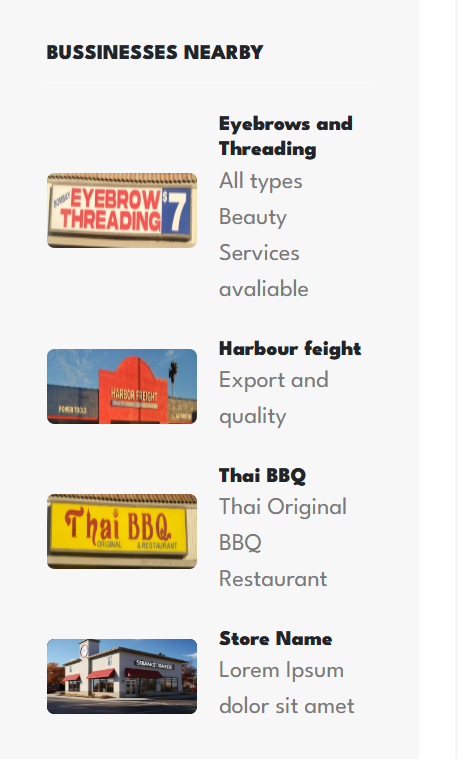 BUSSINESSES NEARBY
Eyebrows and
Threading
All types
Beauty
Services
avaliable
BOMBAY
EYEBROW
THREADING
$7
Harbour feight
Export and
quality
HARBOR FREIGHT
POWER TOOLS
Thai BBQ
Thai Original
BBQ
Restaurant
Thai BBQ
ORIGINAL & RESTAURANT
Store Name
Lorem Ipsum
dolor sit amet